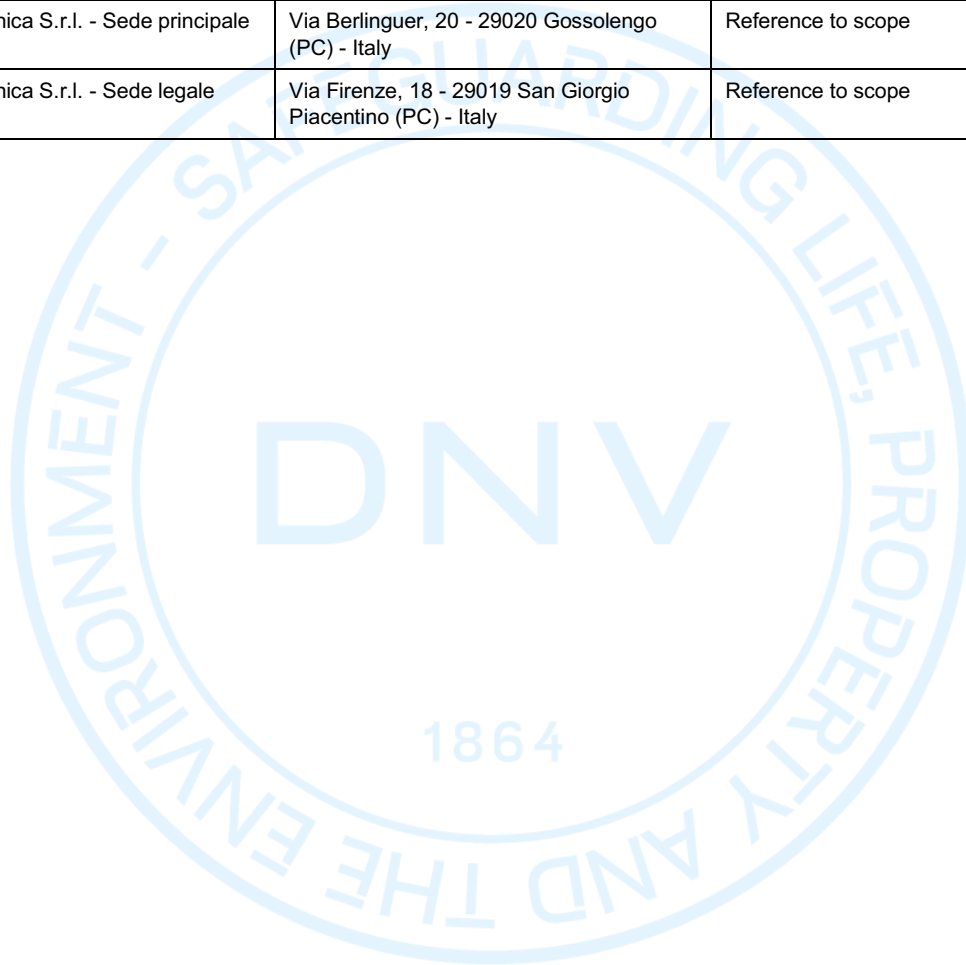 nica S.r.l. - Sede principale
Via Berlinguer, 20 - 29020 Gossolengo
(PC) - Italy
Reference to scope
nica S.r.l. - Sede legale
Via Firenze, 18 - 29019 San Giorgio
Piacentino (PC) - Italy
Reference to scope
SAFEGUARDING LIFE, PROPERTY AND THE ENVIRONMENT -
DNV
1864